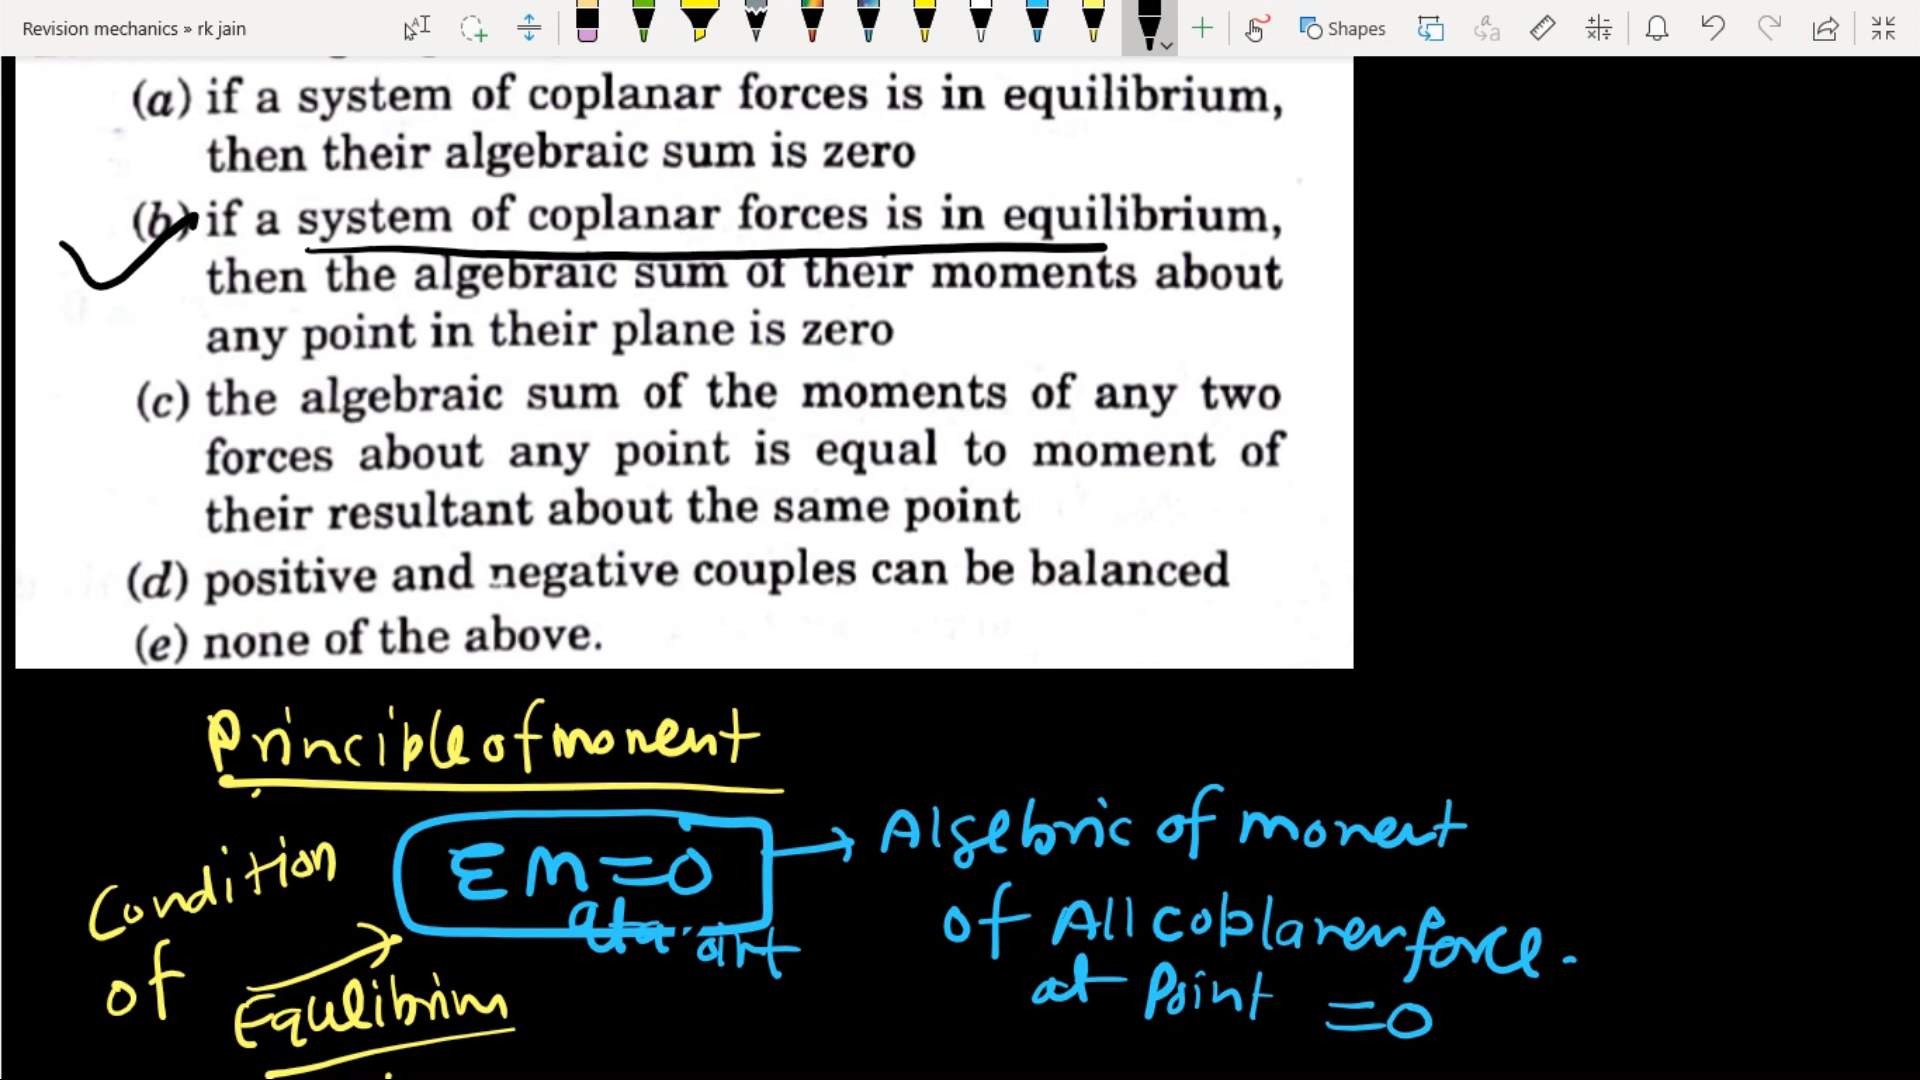 Revision mechanics » rk jain
Shapes
(a) if a system of coplanar forces is in equilibrium,
then their algebraic sum is zero
(b) if a system of coplanar forces is in equilibrium,
then the algebraic sum of their moments about
any point in their plane is zero
(c) the algebraic sum of the moments of any two
forces about any point is equal to moment of
their resultant about the same point
(d) positive and negative couples can be balanced
(e) none of the above.
Principle of moment
Condition
of
Equlibrim
ΣM=0
Algebric of moment
of All coplaner force.
at Point =0